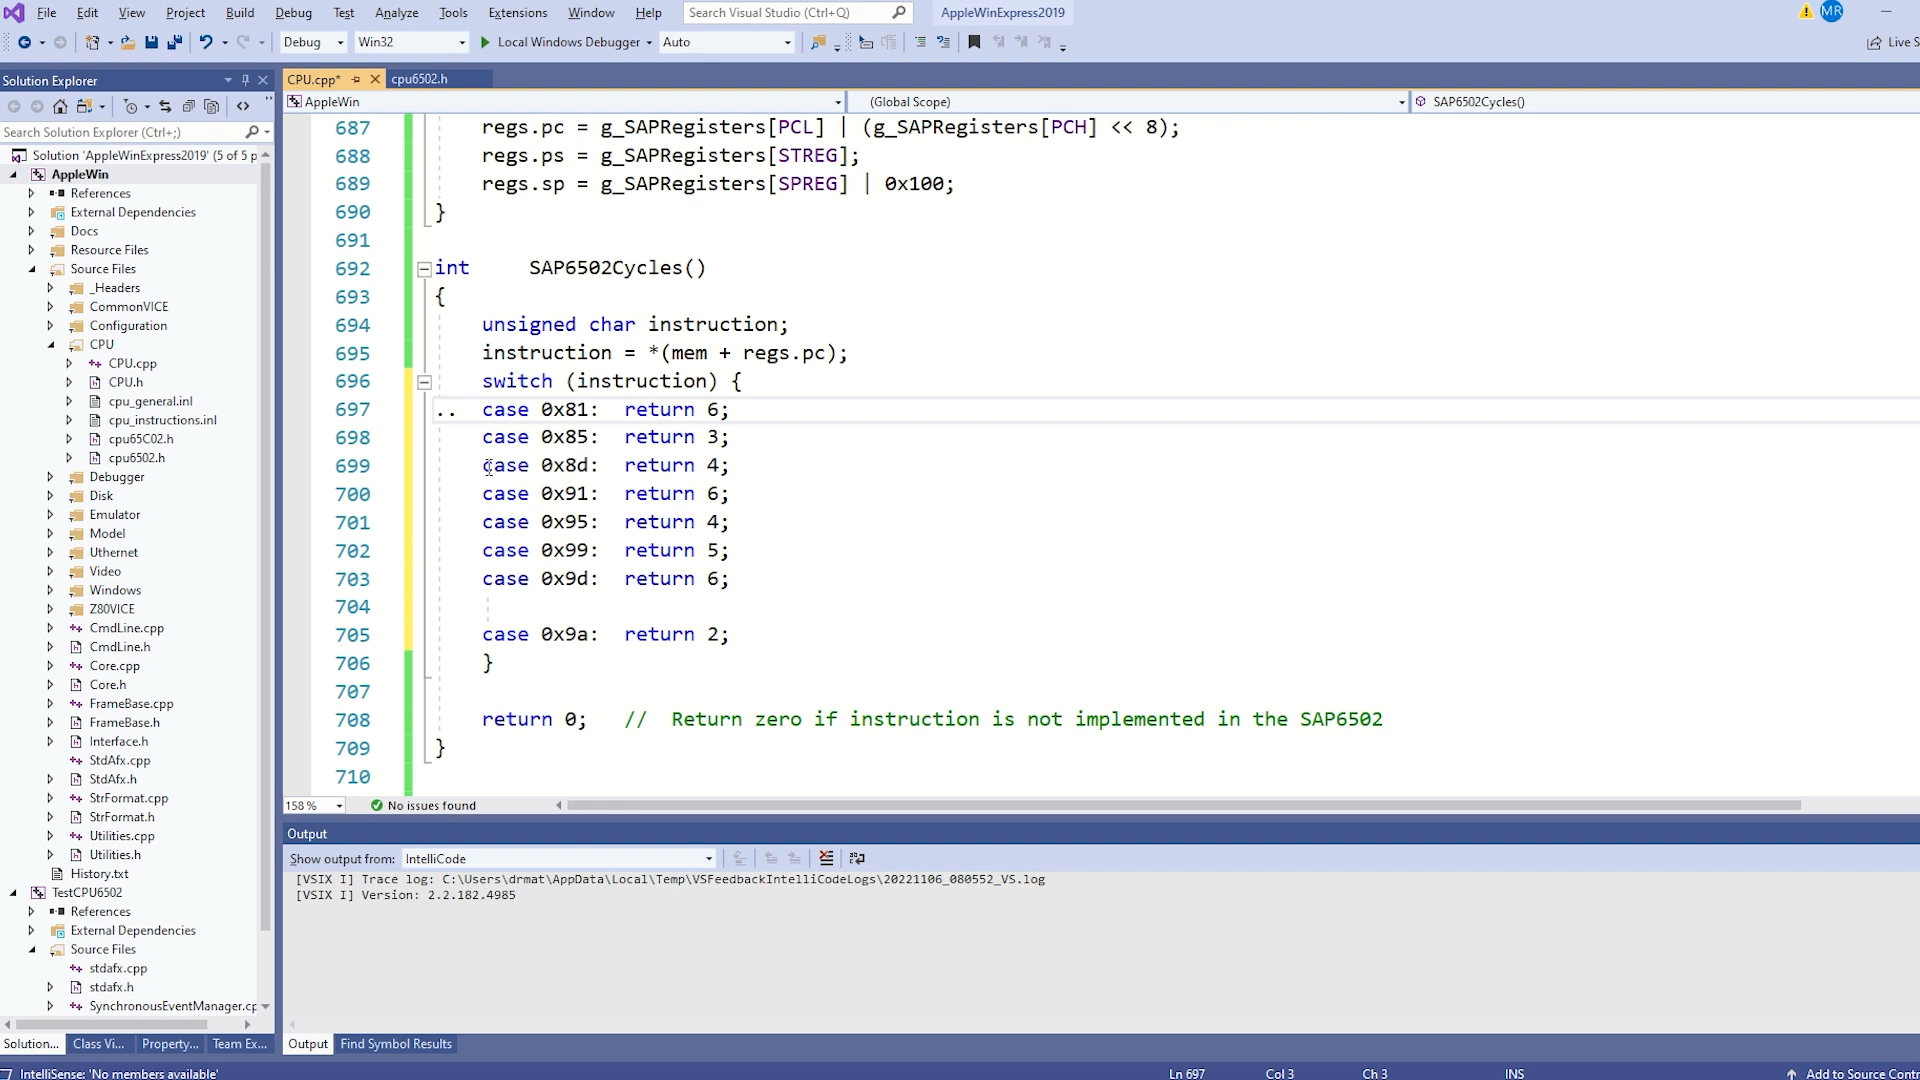 File Edit View Project Build Debug Test Analyze Tools Extensions Window Help Search Visual Studio (Ctrl+Q) AppleWinExpress2019 MR
Debug Win32 Local Windows Debugger Auto Live S
Solution Explorer
Search Solution Explorer (Ctrl+;)
Solution 'AppleWinExpress2019' (5 of 5 p
AppleWin
References
External Dependencies
Docs
Resource Files
Source Files
_Headers
CommonVICE
Configuration
CPU
CPU.cpp
CPU.h
cpu_general.inl
cpu_instructions.inl
cpu65C02.h
cpu6502.h
Debugger
Disk
Emulator
Model
Uthernet
Video
Windows
Z80VICE
CmdLine.cpp
CmdLine.h
Core.cpp
Core.h
FrameBase.cpp
FrameBase.h
Interface.h
StdAfx.cpp
StdAfx.h
StrFormat.cpp
StrFormat.h
Utilities.cpp
Utilities.h
History.txt
TestCPU6502
References
External Dependencies
Source Files
stdafx.cpp
stdafx.h
SynchronousEventManager.cp
Solution... Class Vi... Property... Team Ex...
CPU.cpp* cpu6502.h
AppleWin (Global Scope) SAP6502Cycles()
687 regs.pc = g_SAPRegisters[PCL] | (g_SAPRegisters[PCH] << 8);
688 regs.ps = g_SAPRegisters[STREG];
689 regs.sp = g_SAPRegisters[SPREG] | 0x100;
690 }
691
692 int SAP6502Cycles()
693 {
694 unsigned char instruction;
695 instruction = *(mem + regs.pc);
696 switch (instruction) {
697 .. case 0x81: return 6;
698 case 0x85: return 3;
699 case 0x8d: return 4;
700 case 0x91: return 6;
701 case 0x95: return 4;
702 case 0x99: return 5;
703 case 0x9d: return 6;
704
705 case 0x9a: return 2;
706 }
707
708 return 0; // Return zero if instruction is not implemented in the SAP6502
709 }
710
158 % No issues found
Output
Show output from: IntelliCode
[VSIX I] Trace log: C:\Users\drmat\AppData\Local\Temp\VSFeedbackIntelliCodeLogs\20221106_080552_VS.log
[VSIX I] Version: 2.2.182.4985
Output Find Symbol Results
IntelliSense: 'No members available' Ln 697 Col 3 Ch 3 INS Add to Source Contr